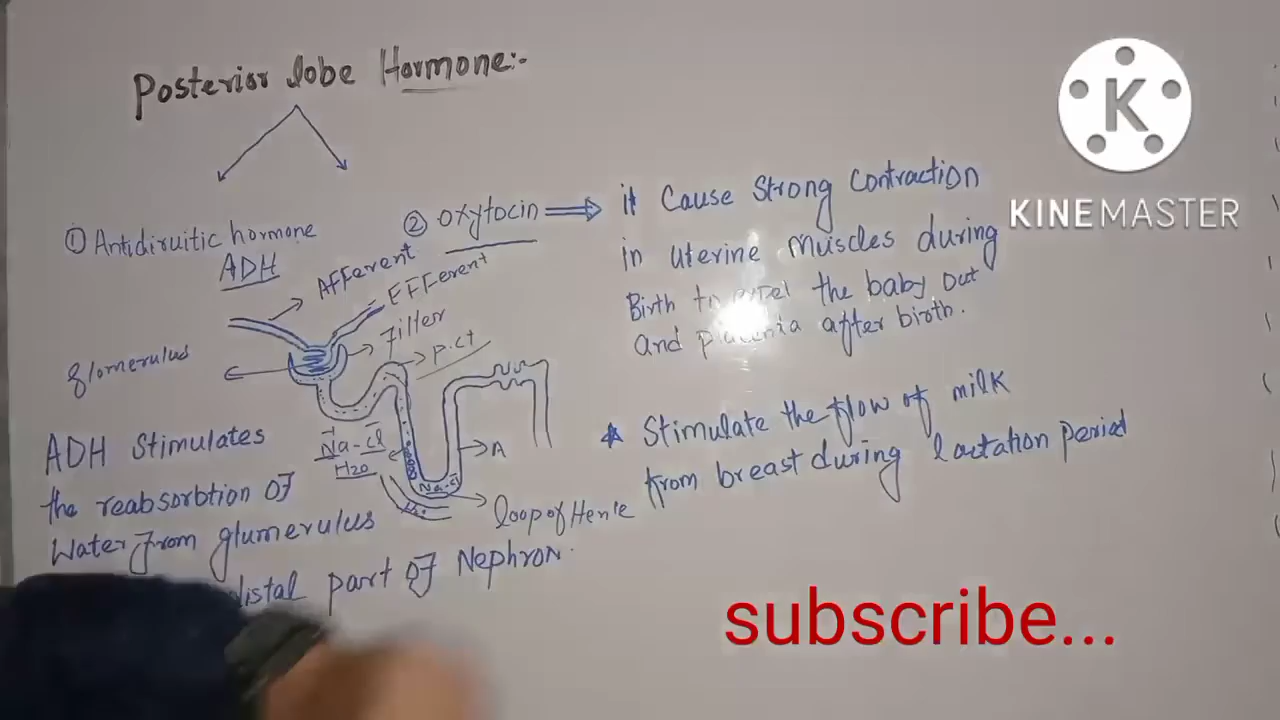 Posterior lobe Hormone:-
① Antidiruitic hormone
ADH
② Oxytocin ⇒ it Cause Strong Contraction
in uterine Muscles during
Birth to the baby out
and placenta after birth.
Afferent
Efferent
Filter
P.ct
glomerulus
Na-Cl
H2o
A
Na-Cl
loop of Henle
ADH Stimulates
the reabsorbtion of
Water from glumerulus
distal part of Nephron.
Stimulate the flow of milk
from breast during lactation period
K
KINEMASTER
subscribe...